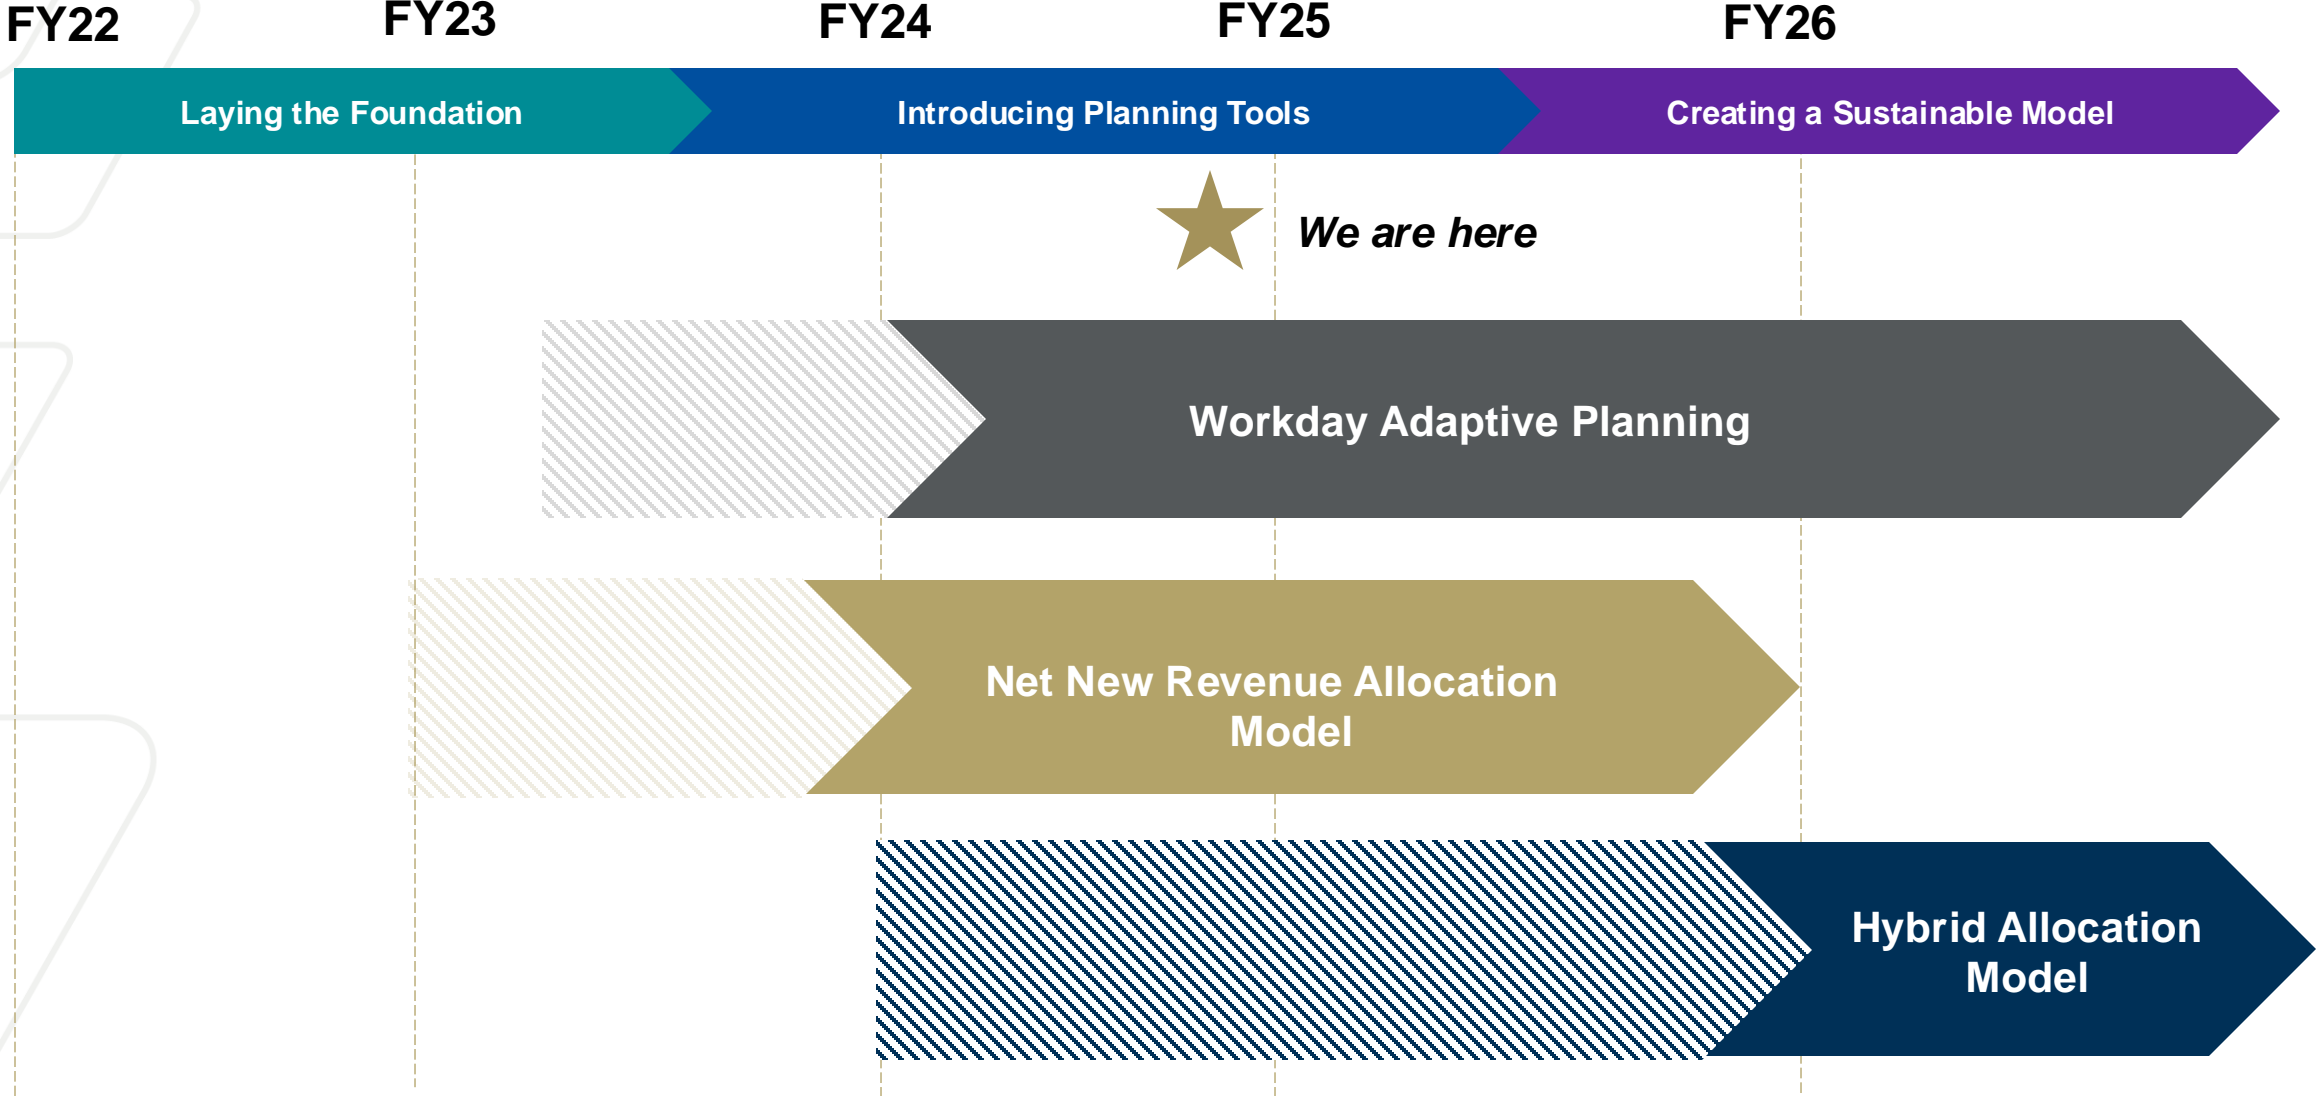 FY22
FY23
FY24
FY25
FY26
Laying the Foundation
Introducing Planning Tools
Creating a Sustainable Model
We are here
Workday Adaptive Planning
Net New Revenue Allocation
Model
Hybrid Allocation
Model